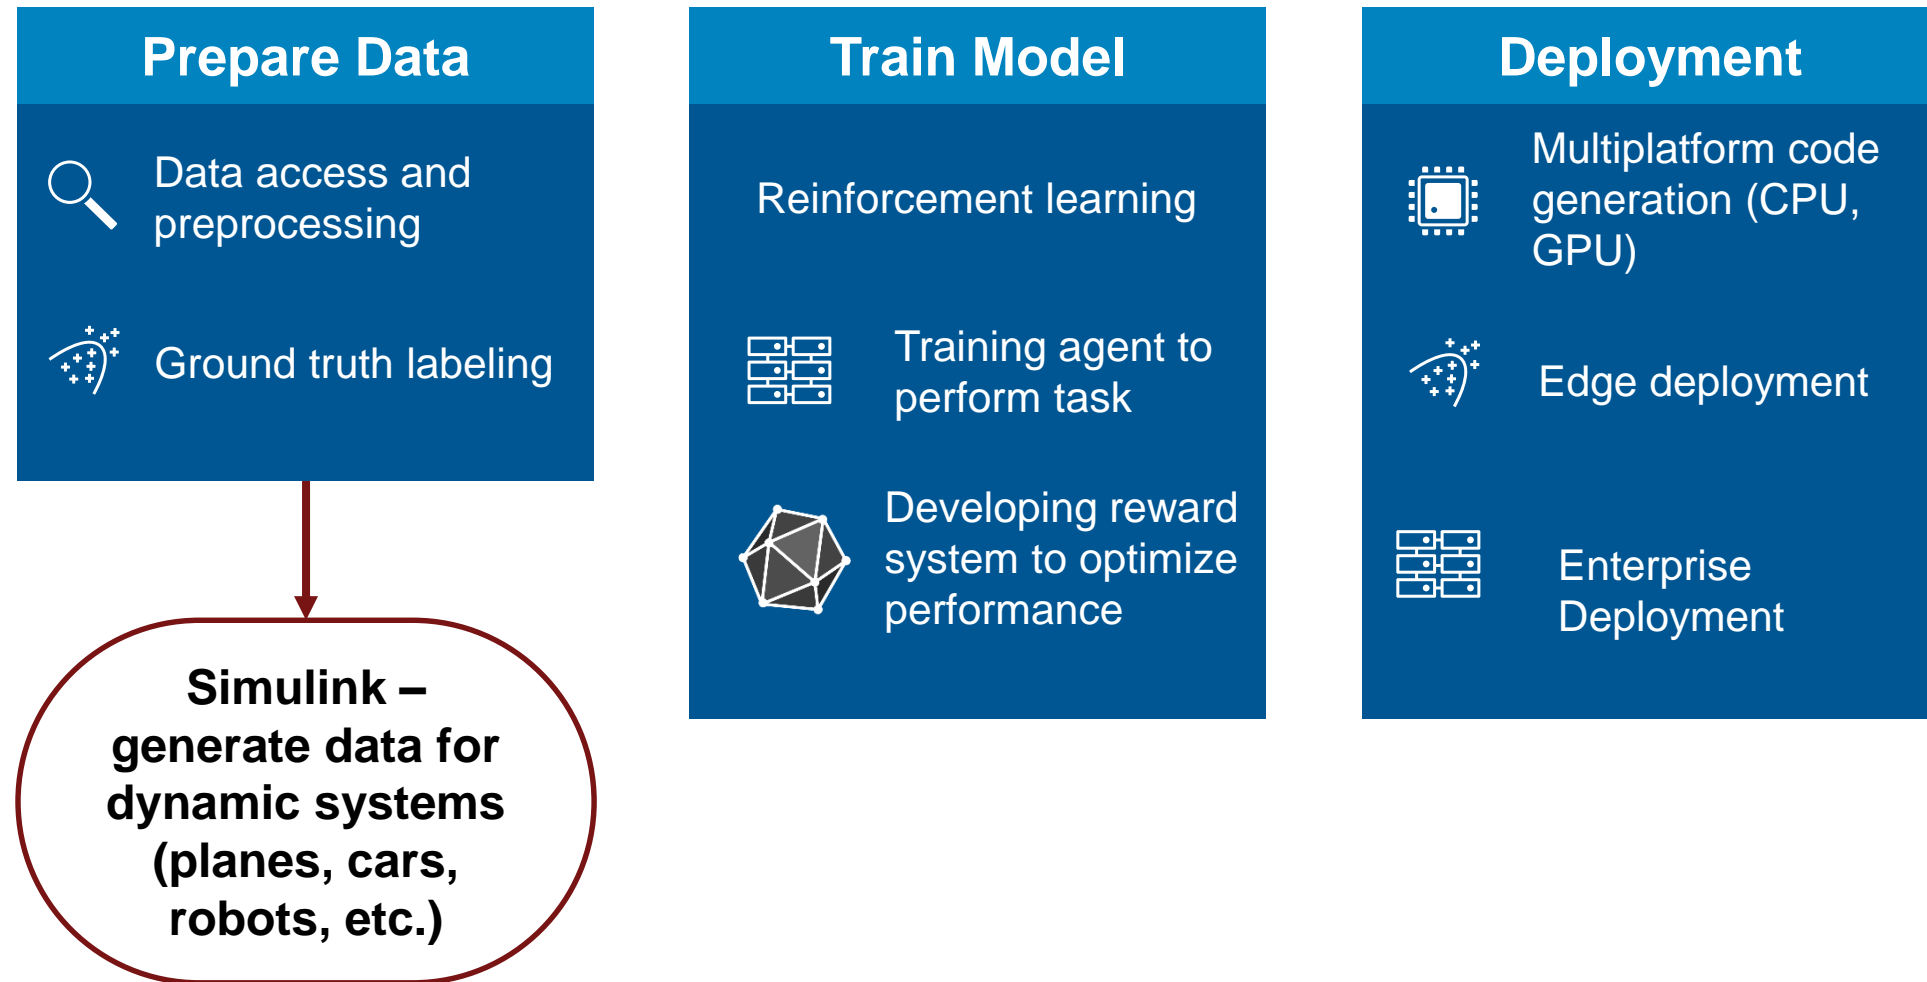 Prepare Data
Data access and
preprocessing
Ground truth labeling
Simulink –
generate data for
dynamic systems
(planes, cars,
robots, etc.)
Train Model
Reinforcement learning
Training agent to
perform task
Developing reward
system to optimize
performance
Deployment
Multiplatform code
generation (CPU,
GPU)
Edge deployment
Enterprise
Deployment